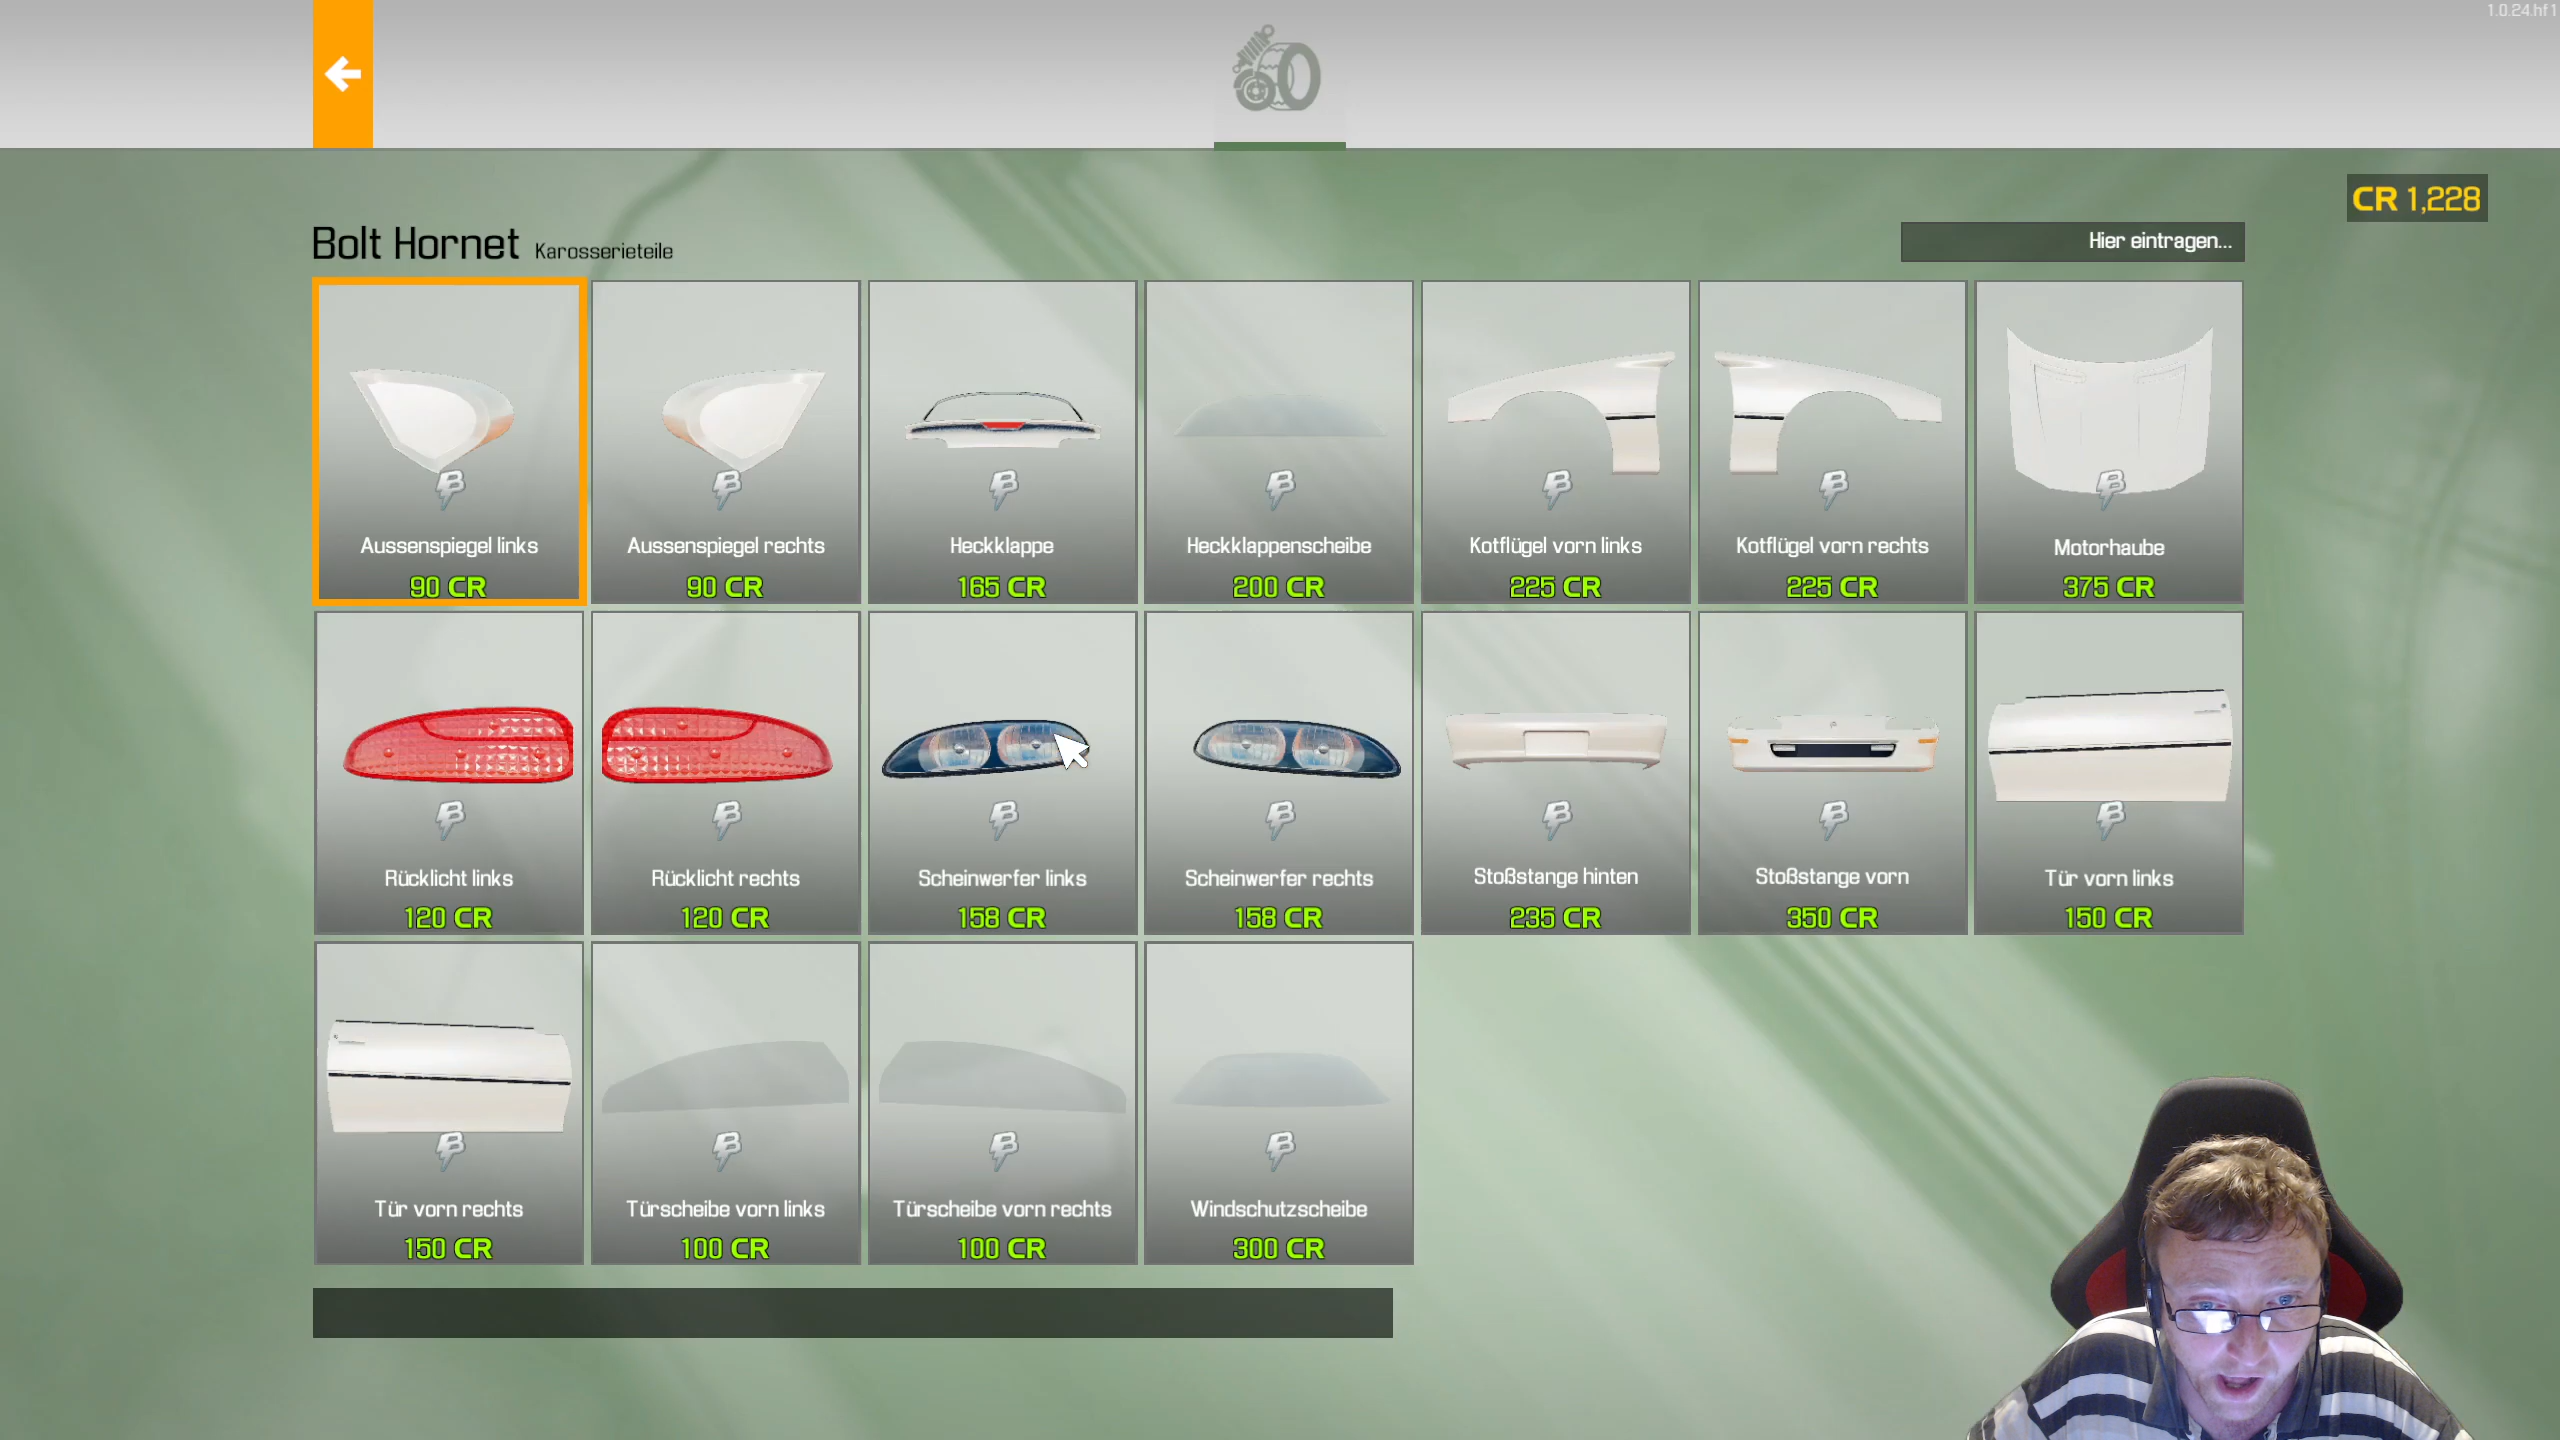 1.0.24.hf1
CR 1,228
Bolt Hornet Karosserieteile
Hier eintragen...
Aussenspiegel links
90 CR
Aussenspiegel rechts
90 CR
Heckklappe
165 CR
Heckklappenscheibe
200 CR
Kotflügel vorn links
225 CR
Kotflügel vorn rechts
225 CR
Motorhaube
375 CR
Rücklicht links
120 CR
Rücklicht rechts
120 CR
Scheinwerfer links
158 CR
Scheinwerfer rechts
158 CR
Stoßstange hinten
235 CR
Stoßstange vorn
350 CR
Tür vorn links
150 CR
Tür vorn rechts
150 CR
Türscheibe vorn links
100 CR
Türscheibe vorn rechts
100 CR
Windschutzscheibe
300 CR